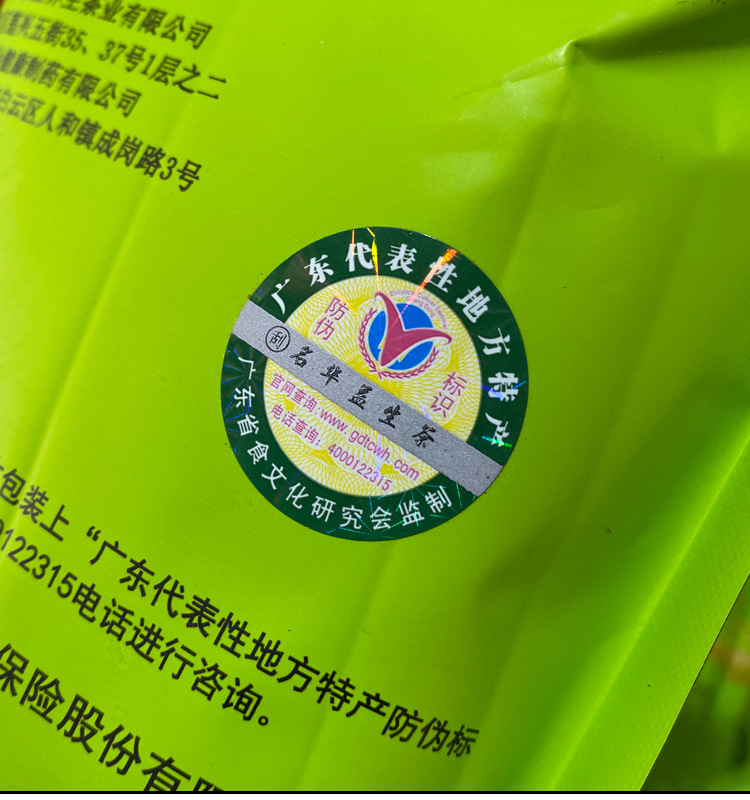 生茶业有限公司
天五街35、37号1层之二
制药有限公司
白云区人和镇成岗路3号
广东代表性地方特产
防伪
标识
刮
名华益生茶
官网查询:www.gdtcwh.com
电话查询: 4000122315
广东省食文化研究会监制
包装上“广东代表性地方特产防伪标
0122315电话进行咨询。
保险股份有限